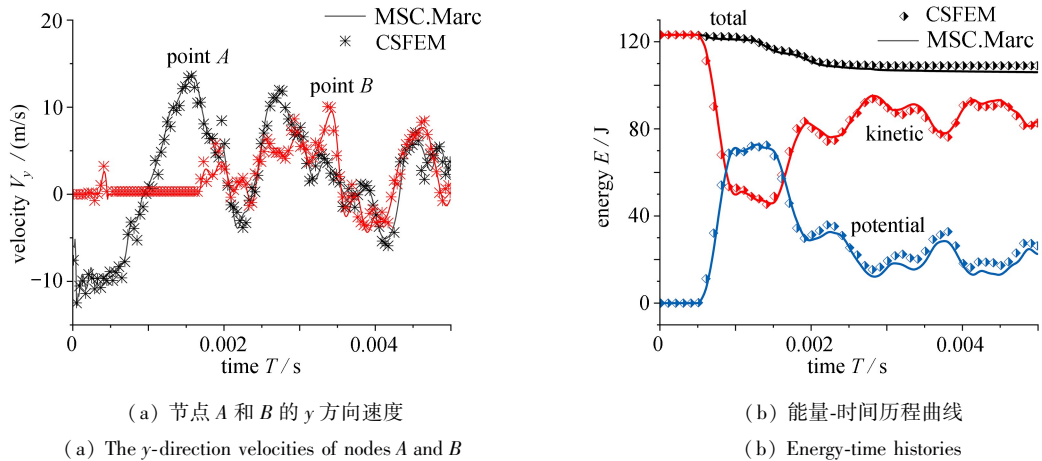 20
10
0
-10
velocity Vy / (m/s)
MSC.Marc
CSFEM
point A
point B
0
0.002
0.004
time T / s
(a) 节点 A 和 B 的 y 方向速度
(a) The y-direction velocities of nodes A and B
120
80
40
0
energy E / J
total
CSFEM
MSC.Marc
kinetic
potential
0
0.002
0.004
time T / s
(b) 能量-时间历程曲线
(b) Energy-time histories